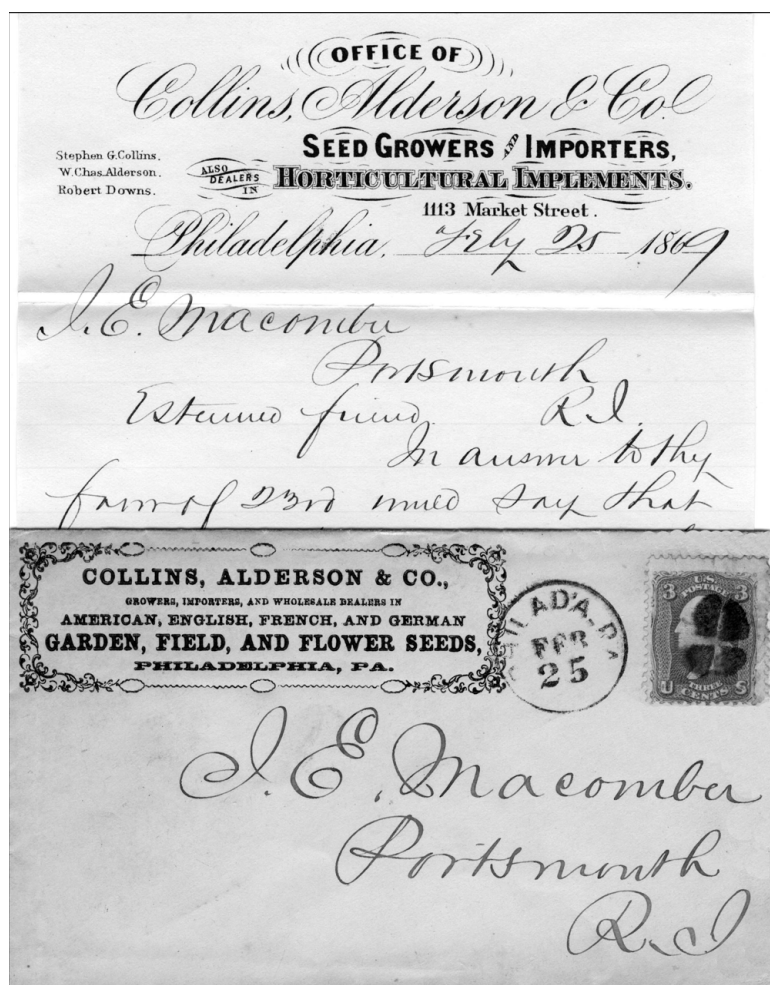 OFFICE OF
Collins, Alderson & Co.
SEED GROWERS AND IMPORTERS,
Stephen G. Collins.
W. Chas. Alderson.
Robert Downs.
ALSO DEALERS IN
HORTICULTURAL IMPLEMENTS.
1113 Market Street.
Philadelphia, Feby 25 1869
I. E. Macomber
Portsmouth
Esteemed friend R I.
In answer to thy
favor of 23rd would say that
COLLINS, ALDERSON & CO.,
GROWERS, IMPORTERS, AND WHOLESALE DEALERS IN
AMERICAN, ENGLISH, FRENCH, AND GERMAN
GARDEN, FIELD, AND FLOWER SEEDS,
PHILADELPHIA, PA.
PHILAD'A. PA
FEB
25
U.S.
3 POSTAGE 3
U THREE S
CENTS
I. E. Macomber
Portsmouth
R. I